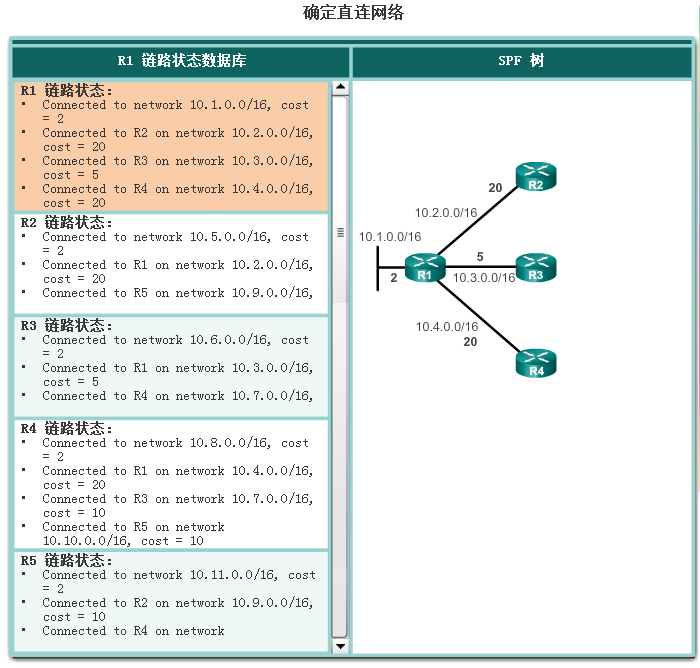 确定直连网络
R1 链路状态数据库
SPF 树
R1 链路状态:
• Connected to network 10.1.0.0/16, cost
= 2
• Connected to R2 on network 10.2.0.0/16,
cost = 20
• Connected to R3 on network 10.3.0.0/16,
cost = 5
• Connected to R4 on network 10.4.0.0/16,
cost = 20
R2 链路状态:
• Connected to network 10.5.0.0/16, cost
= 2
• Connected to R1 on network 10.2.0.0/16,
cost = 20
• Connected to R5 on network 10.9.0.0/16,
R3 链路状态:
• Connected to network 10.6.0.0/16, cost
= 2
• Connected to R1 on network 10.3.0.0/16,
cost = 5
• Connected to R4 on network 10.7.0.0/16,
R4 链路状态:
• Connected to network 10.8.0.0/16, cost
= 2
• Connected to R1 on network 10.4.0.0/16,
cost = 20
• Connected to R3 on network 10.7.0.0/16,
cost = 10
• Connected to R5 on network
10.10.0.0/16, cost = 10
R5 链路状态:
• Connected to network 10.11.0.0/16, cost
= 2
• Connected to R2 on network 10.9.0.0/16,
cost = 10
• Connected to R4 on network
R2
20
10.2.0.0/16
10.1.0.0/16
R1
2
5
10.3.0.0/16
R3
10.4.0.0/16
20
R4